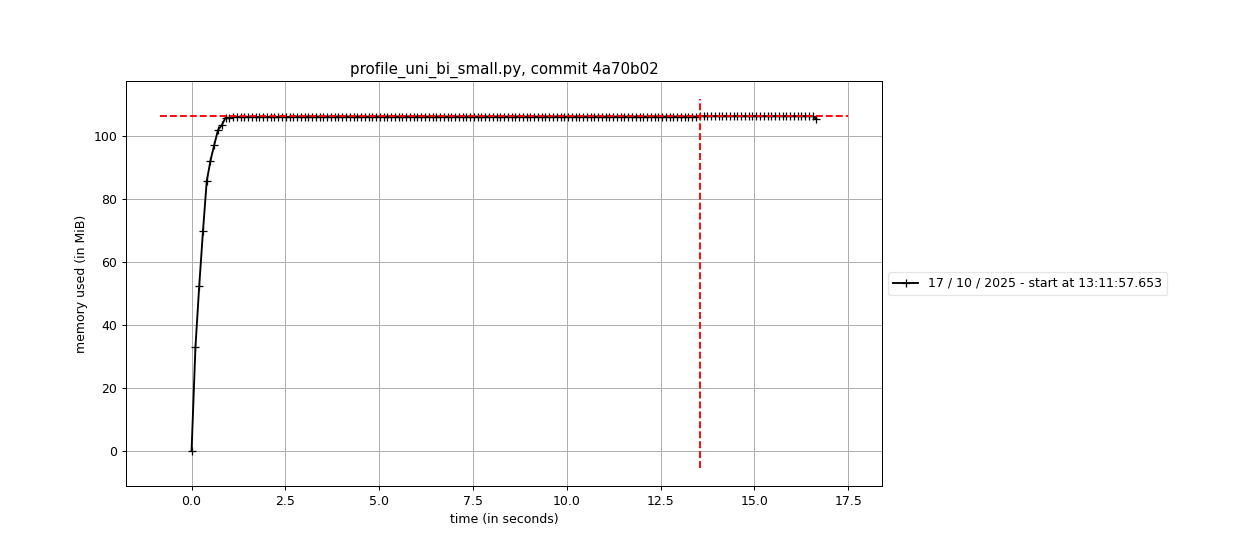 profile_uni_bi_small.py, commit 4a70b02
memory used (in MiB)
100
80
60
40
20
0
0.0 2.5 5.0 7.5 10.0 12.5 15.0 17.5
time (in seconds)
17 / 10 / 2025 - start at 13:11:57.653